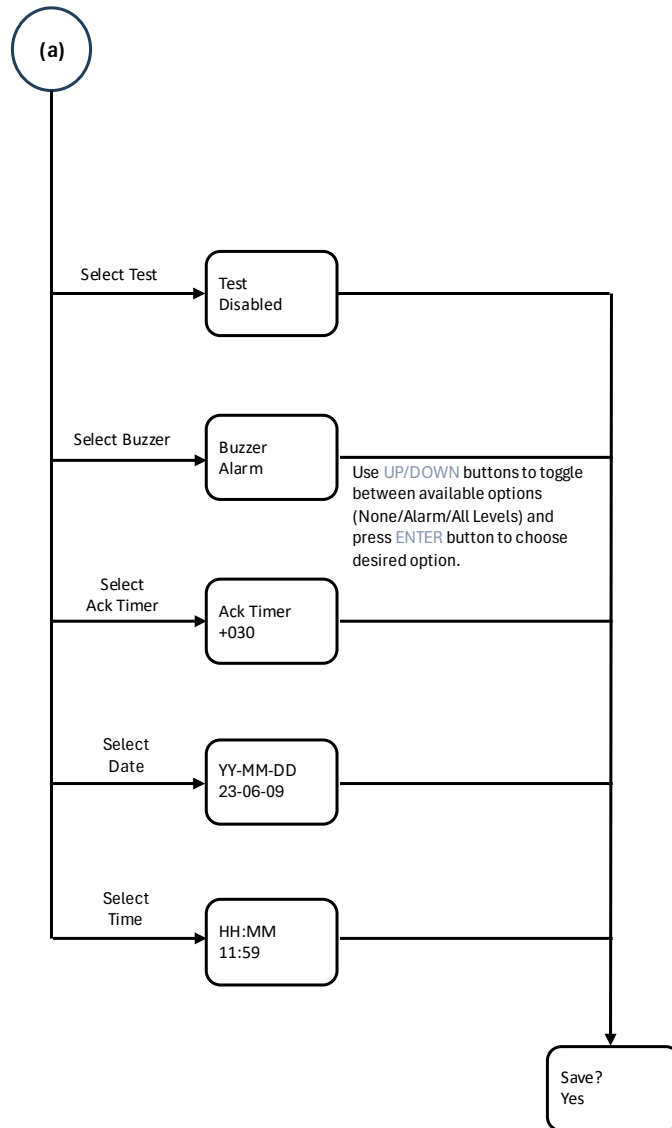 (a)
Select Test
Test
Disabled
Select Buzzer
Buzzer
Alarm
Use UP/DOWN buttons to toggle
between available options
(None/Alarm/All Levels) and
press ENTER button to choose
desired option.
Select
Ack Timer
Ack Timer
+030
Select
Date
YY-MM-DD
23-06-09
Select
Time
HH:MM
11:59
Save?
Yes